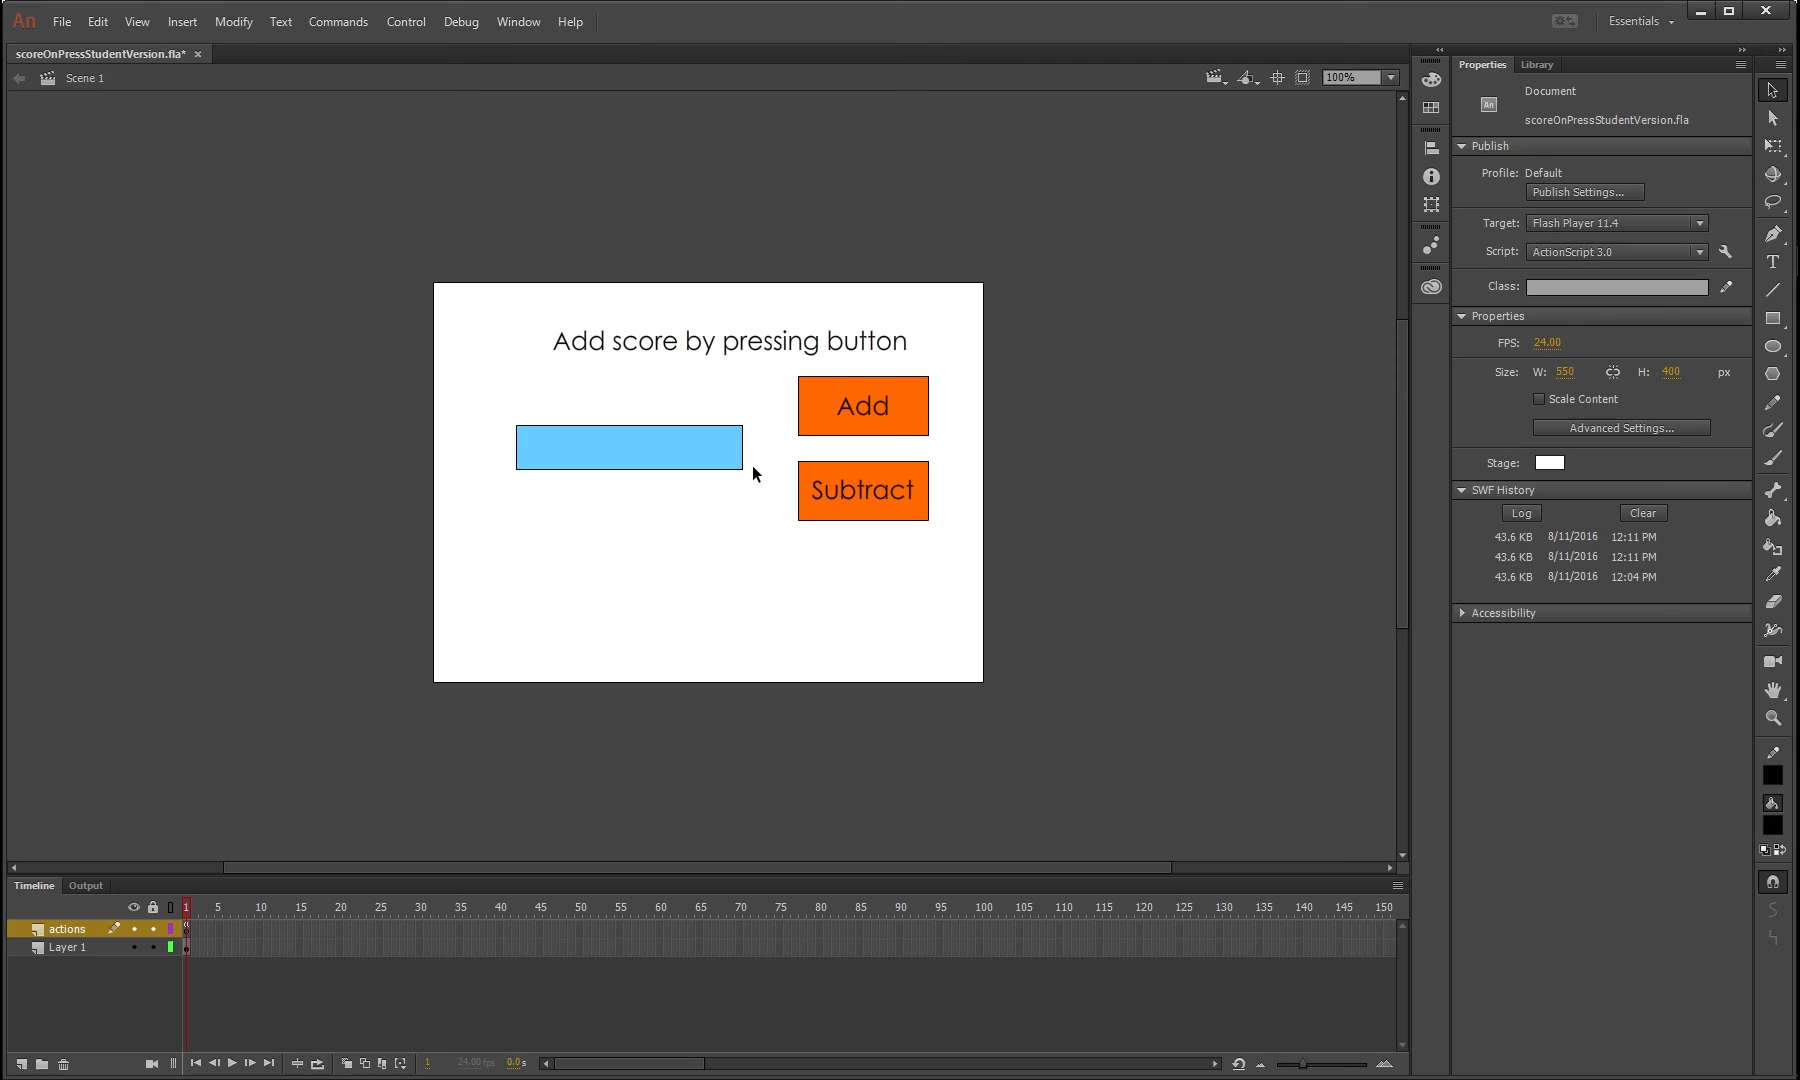 An File Edit View Insert Modify Text Commands Control Debug Window Help Essentials
scoreOnPressStudentVersion.fla* ×
Scene 1
100%
Add score by pressing button
Add
Subtract
Properties Library
Document
An
scoreOnPressStudentVersion.fla
Publish
Profile: Default
Publish Settings...
Target: Flash Player 11.4
Script: ActionScript 3.0
Class:
Properties
FPS: 24.00
Size: W: 550 H: 400 px
Scale Content
Advanced Settings...
Stage:
SWF History
Log Clear
43.6 KB 8/11/2016 12:11 PM
43.6 KB 8/11/2016 12:11 PM
43.6 KB 8/11/2016 12:04 PM
Accessibility
Timeline Output
1 5 10 15 20 25 30 35 40 45 50 55 60 65 70 75 80 85 90 95 100 105 110 115 120 125 130 135 140 145 150
actions
Layer 1
1 24.00 fps 0.0 s